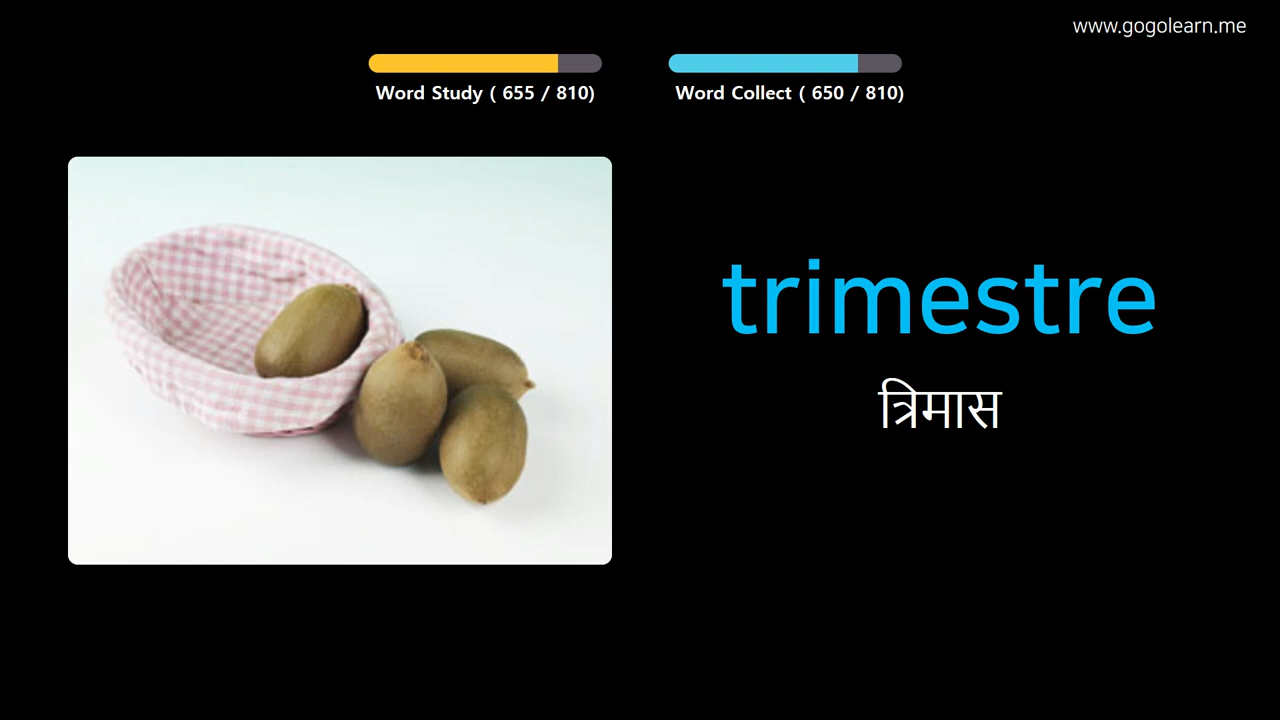 www.gogolearn.me
Word Study ( 655 / 810)
Word Collect ( 650 / 810)
trimestre
त्रिमास